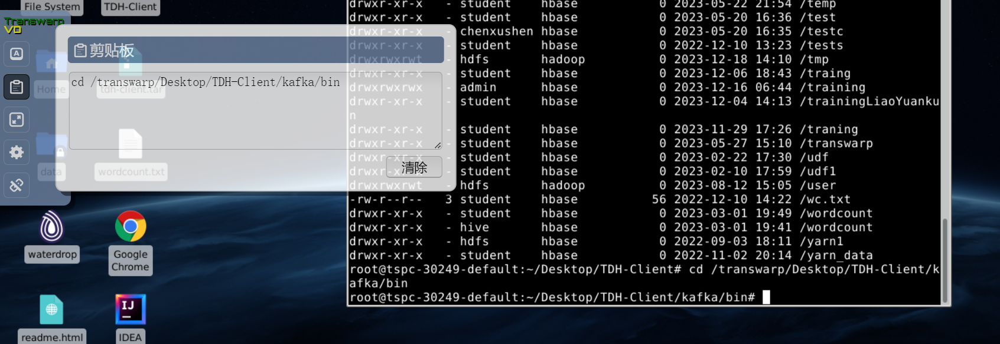 File System
TDH-Client
Transwarp
VD
Home
tdh-client.tar
data
wordcount.txt
剪贴板
cd /transwarp/Desktop/TDH-Client/kafka/bin
清除
waterdrop
Google
Chrome
readme.html
IJ
IDEA
drwxr-xr-x   - student    hbase           0 2023-05-22 21:54 /temp
drwxr-xr-x   - student    hbase           0 2023-05-20 16:36 /test
drwxr-xr-x   - chenxushen hbase           0 2023-05-20 16:35 /testc
drwxr-xr-x   - student    hbase           0 2022-12-10 13:23 /tests
drwxrwxrwt   - hdfs       hadoop          0 2023-12-18 14:10 /tmp
drwxr-xr-x   - student    hbase           0 2023-12-06 18:43 /traing
drwxrwxrwx   - admin      hbase           0 2023-12-16 06:44 /training
drwxr-xr-x   - student    hbase           0 2023-12-04 14:13 /trainingLiaoYuanku
n
drwxr-xr-x   - student    hbase           0 2023-11-29 17:26 /traning
drwxr-xr-x   - student    hbase           0 2023-05-27 15:10 /transwarp
drwxr-xr-x   - student    hbase           0 2023-02-22 17:30 /udf
drwxr-xr-x   - student    hbase           0 2023-02-10 17:59 /udf1
drwxrwxrwt   - hdfs       hadoop          0 2023-08-12 15:05 /user
-rw-r--r--   3 student    hbase          56 2022-12-10 14:22 /wc.txt
drwxr-xr-x   - student    hbase           0 2023-03-01 19:49 /wordcount
drwxr-xr-x   - hive       hbase           0 2023-03-01 19:41 /wordcount
drwxr-xr-x   - hdfs       hbase           0 2022-09-03 18:11 /yarn1
drwxr-xr-x   - student    hbase           0 2022-11-02 20:14 /yarn_data
root@tspc-30249-default:~/Desktop/TDH-Client# cd /transwarp/Desktop/TDH-Client/k
afka/bin
root@tspc-30249-default:~/Desktop/TDH-Client/kafka/bin#